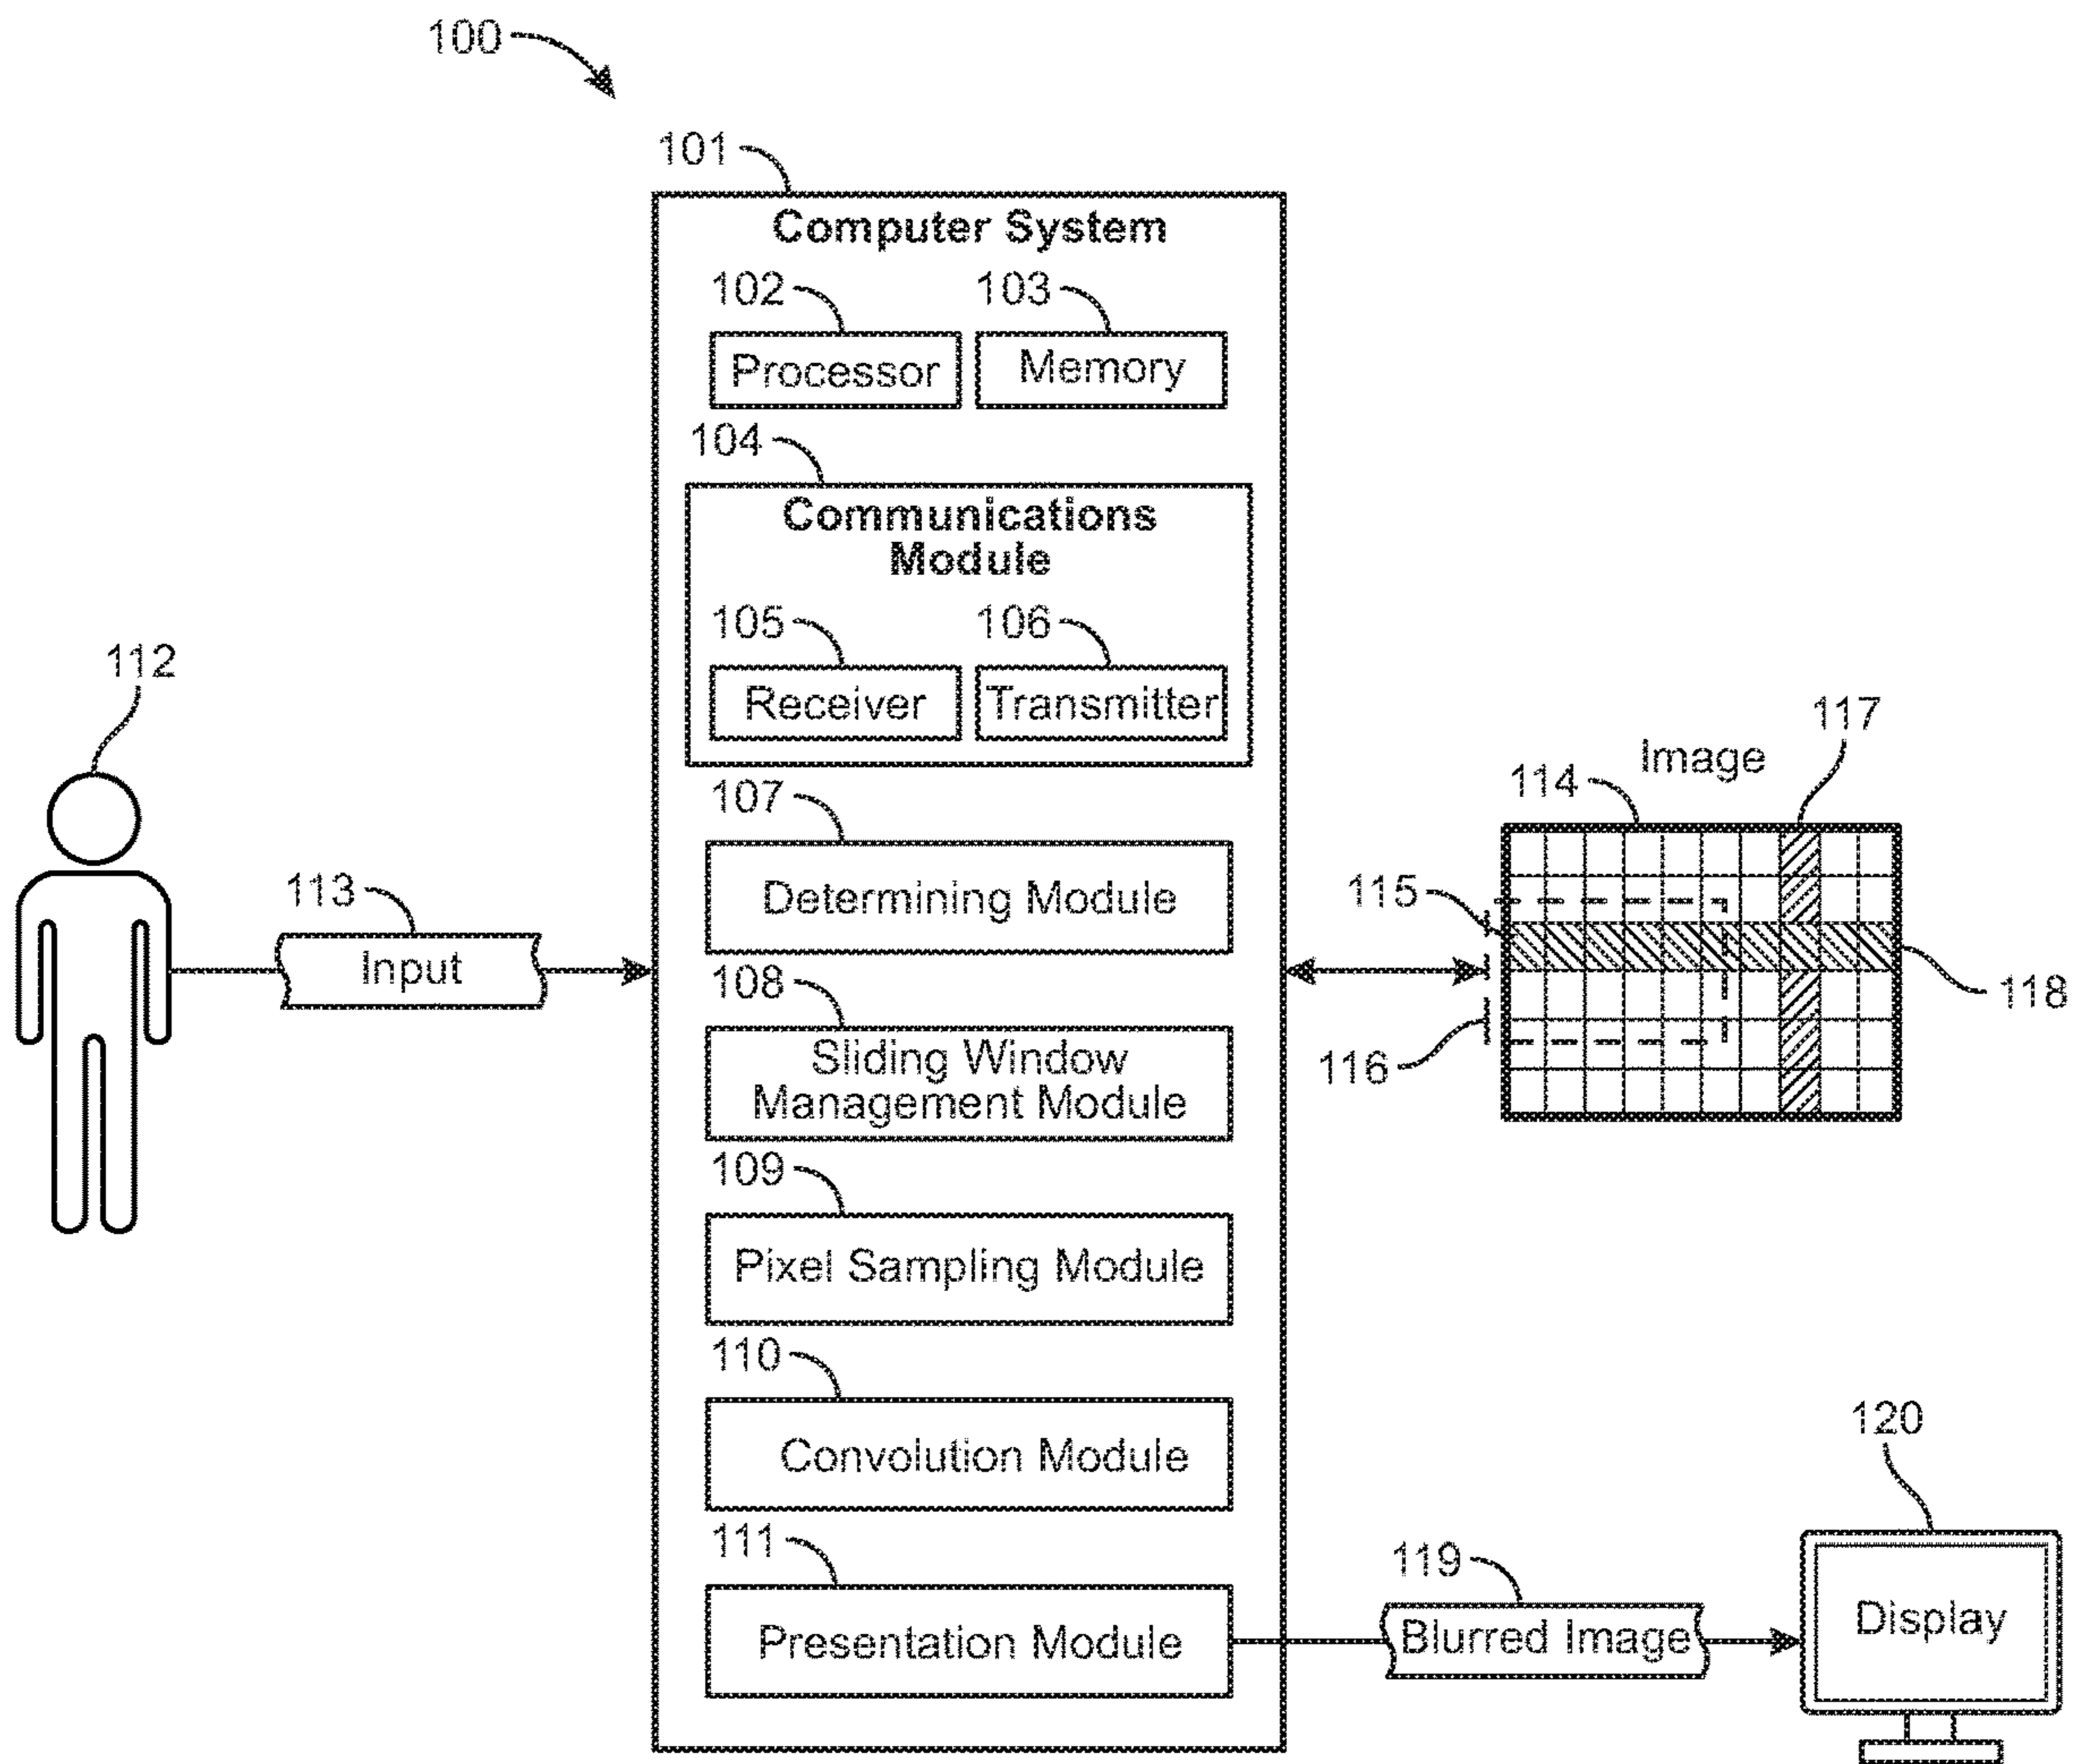 100
101
Computer System
102
103
Processor
Memory
104
Communications
Module
105
106
Receiver
Transmitter
107
Determining Module
108
Sliding Window
Management Module
109
Pixel Sampling Module
110
Convolution Module
111
Presentation Module
112
113
Input
Image
114
117
115
116
118
119
Blurred Image
120
Display